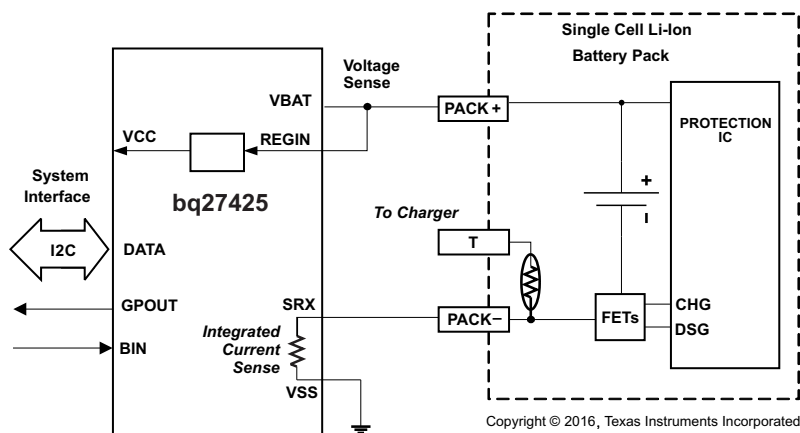 Single Cell Li-Ion
Battery Pack
Voltage
Sense
VBAT
PACK +
PROTECTION
IC
VCC
REGIN
System
Interface
bq27425
+
To Charger
I2C
DATA
T
GPOUT
SRX
PACK–
FETs
CHG
DSG
BIN
Integrated
Current
Sense
VSS
Copyright © 2016, Texas Instruments Incorporated